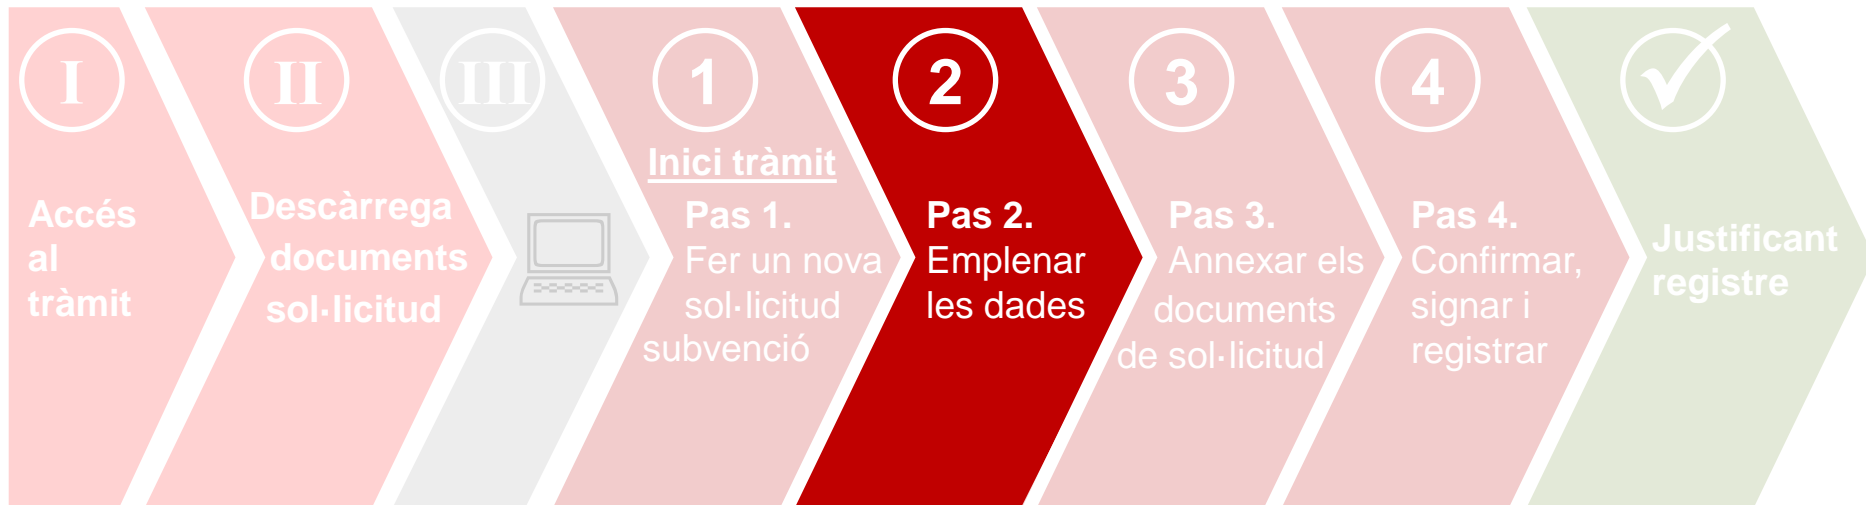 I
Accés
al
tràmit
II
Descàrrega
documents
sol·licitud
III
1
Inici tràmit
Pas 1.
Fer un nova
sol·licitud
subvenció
2
Pas 2.
Emplenar
les dades
3
Pas 3.
Annexar els
documents
de sol·licitud
4
Pas 4.
Confirmar,
signar i
registrar
Justificant
registre